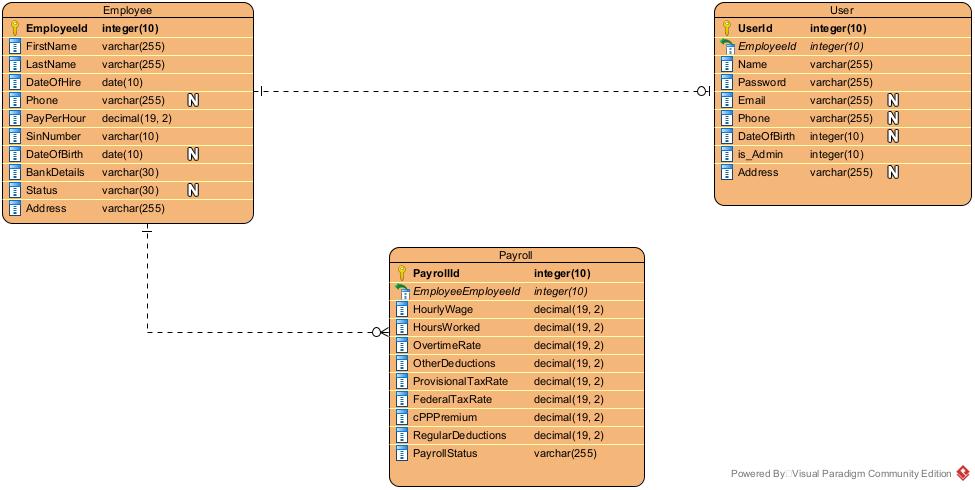 Employee
EmployeeId integer(10)
FirstName varchar(255)
LastName varchar(255)
DateOfHire date(10)
Phone varchar(255) N
PayPerHour decimal(19, 2)
SinNumber varchar(10)
DateOfBirth date(10) N
BankDetails varchar(30)
Status varchar(30) N
Address varchar(255)
User
UserId integer(10)
EmployeeId integer(10)
Name varchar(255)
Password varchar(255)
Email varchar(255) N
Phone varchar(255) N
DateOfBirth integer(10) N
is_Admin integer(10)
Address varchar(255) N
Payroll
PayrollId integer(10)
EmployeeEmployeeId integer(10)
HourlyWage decimal(19, 2)
HoursWorked decimal(19, 2)
OvertimeRate decimal(19, 2)
OtherDeductions decimal(19, 2)
ProvisionalTaxRate decimal(19, 2)
FederalTaxRate decimal(19, 2)
cPPPremium decimal(19, 2)
RegularDeductions decimal(19, 2)
PayrollStatus varchar(255)
Powered By Visual Paradigm Community Edition